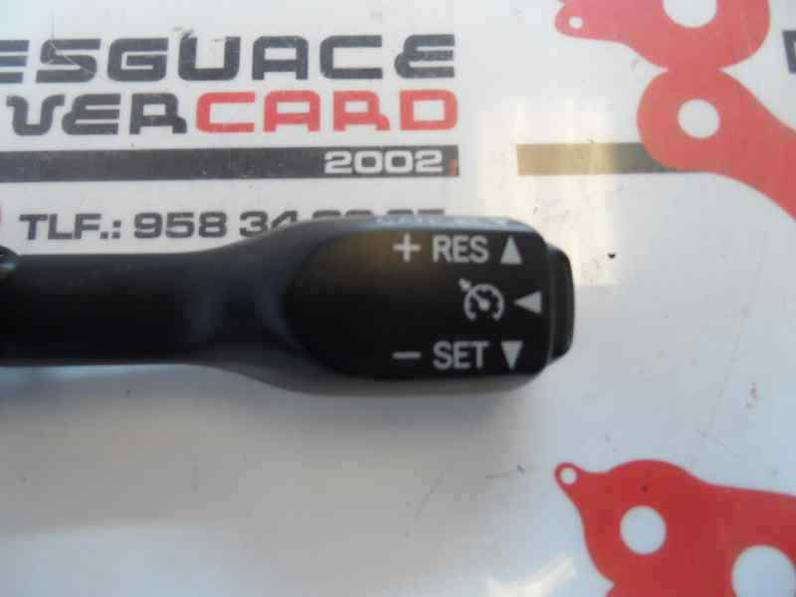 ESGUACE
VERCARD
2002
TLF.: 958 34
+ RES ▲
◄
− SET ▼